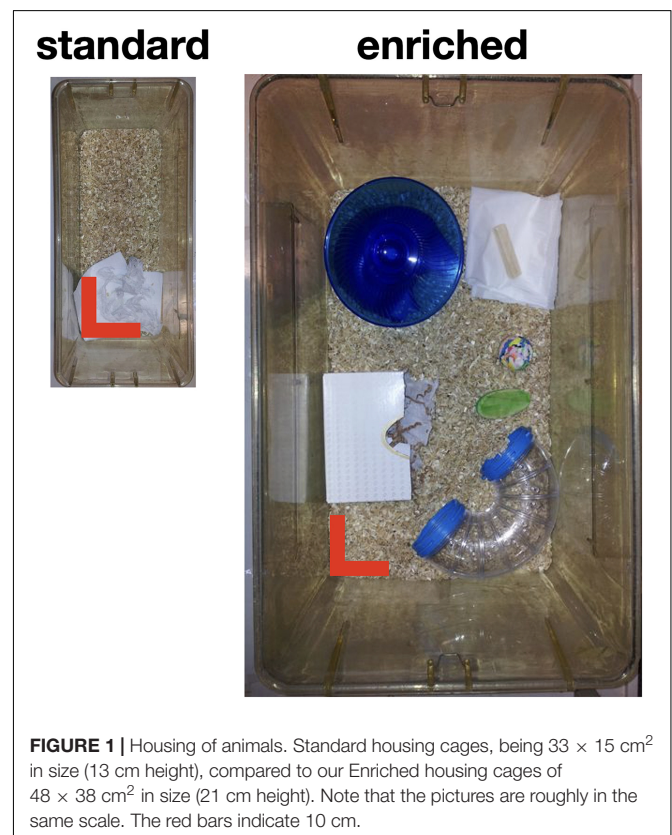 standard enriched
FIGURE 1 | Housing of animals. Standard housing cages, being 33 × 15 cm²
in size (13 cm height), compared to our Enriched housing cages of
48 × 38 cm² in size (21 cm height). Note that the pictures are roughly in the
same scale. The red bars indicate 10 cm.